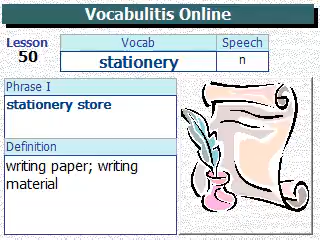 Vocabulitis Online
Lesson Vocab Speech
50 stationery n
Phrase I
stationery store
Definition
writing paper; writing
material